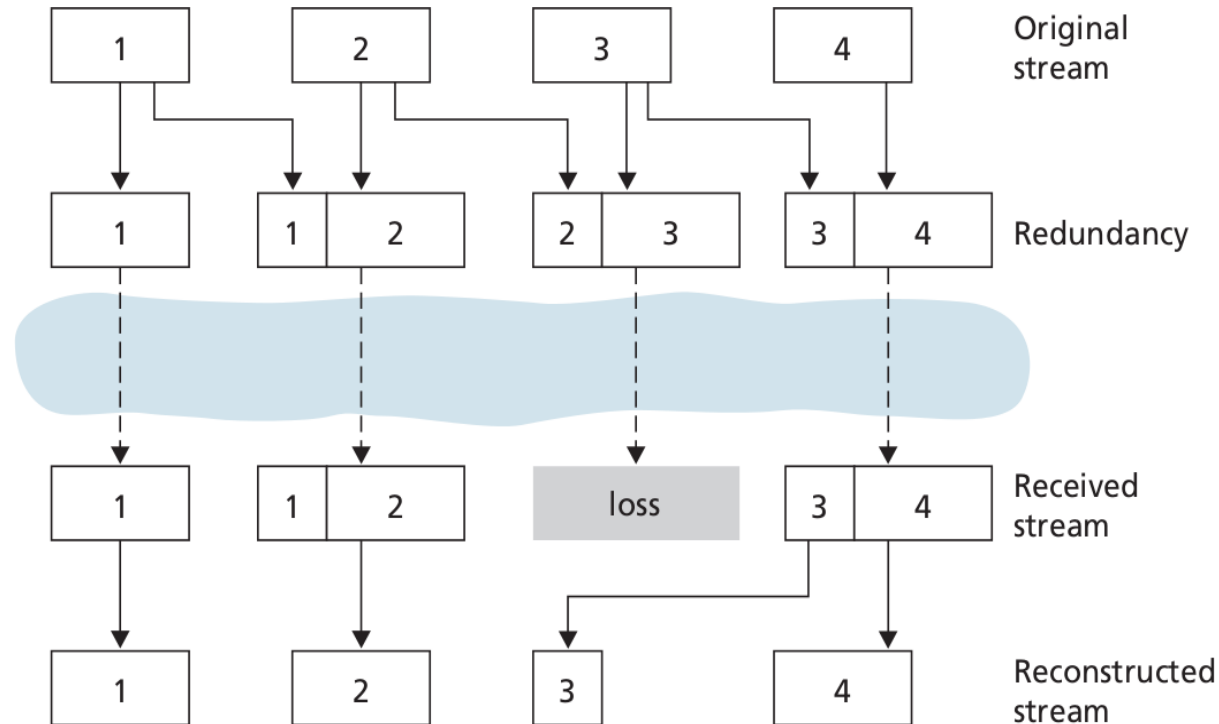 1 2 3 4 Original
stream
1 1 2 2 3 3 4 Redundancy
1 1 2 loss 3 4 Received
stream
1 2 3 4 Reconstructed
stream